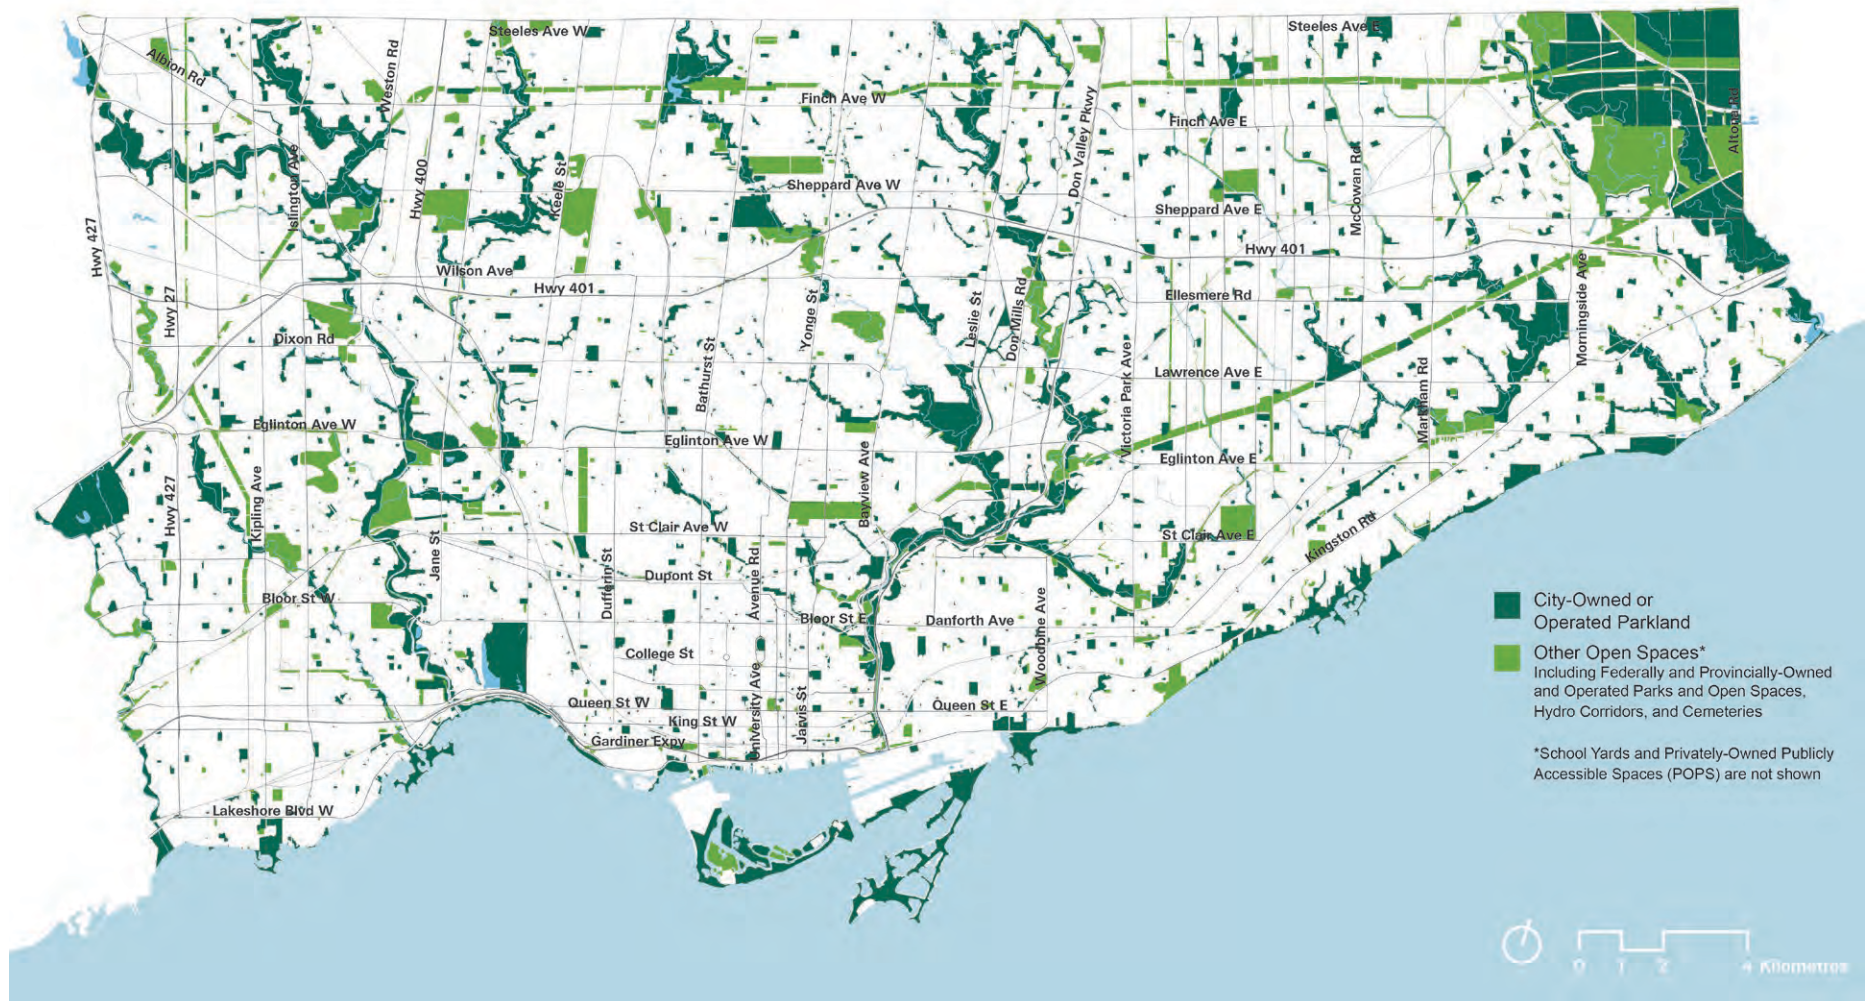 Steeles Ave W
Steeles Ave E
Albion Rd
Weston Rd
Finch Ave W
Finch Ave E
Don Valley Pkwy
Altona Rd
Islington Ave
Hwy 400
Keele St
Sheppard Ave W
Sheppard Ave E
McCowan Rd
Hwy 427
Wilson Ave
Hwy 401
Hwy 401
Ellesmere Rd
Hwy 27
Dixon Rd
Bathurst St
Yonge St
Leslie St
Don Mills Rd
Morningside Ave
Lawrence Ave E
Victoria Park Ave
Markham Rd
Eglinton Ave W
Eglinton Ave W
Eglinton Ave E
Bayview Ave
Hwy 427
Kipling Ave
St Clair Ave W
St Clair Ave E
Kingston Rd
Jane St
Dufferin St
Dupont St
Avenue Rd
Bloor St W
Bloor St E
Danforth Ave
Woodbine Ave
College St
University Ave
Jarvis St
Queen St W
Queen St E
King St W
Gardiner Expy
Lakeshore Blvd W
City-Owned or
Operated Parkland
Other Open Spaces*
Including Federally and Provincially-Owned
and Operated Parks and Open Spaces,
Hydro Corridors, and Cemeteries
*School Yards and Privately-Owned Publicly
Accessible Spaces (POPS) are not shown
0 1 2 4 Kilometres